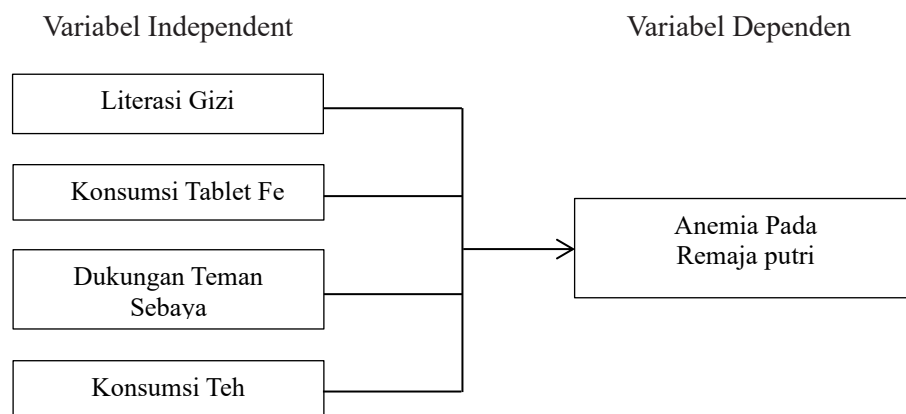 Variabel Independent
Variabel Dependen
Literasi Gizi
Konsumsi Tablet Fe
Dukungan Teman
Sebaya
Konsumsi Teh
Anemia Pada
Remaja putri